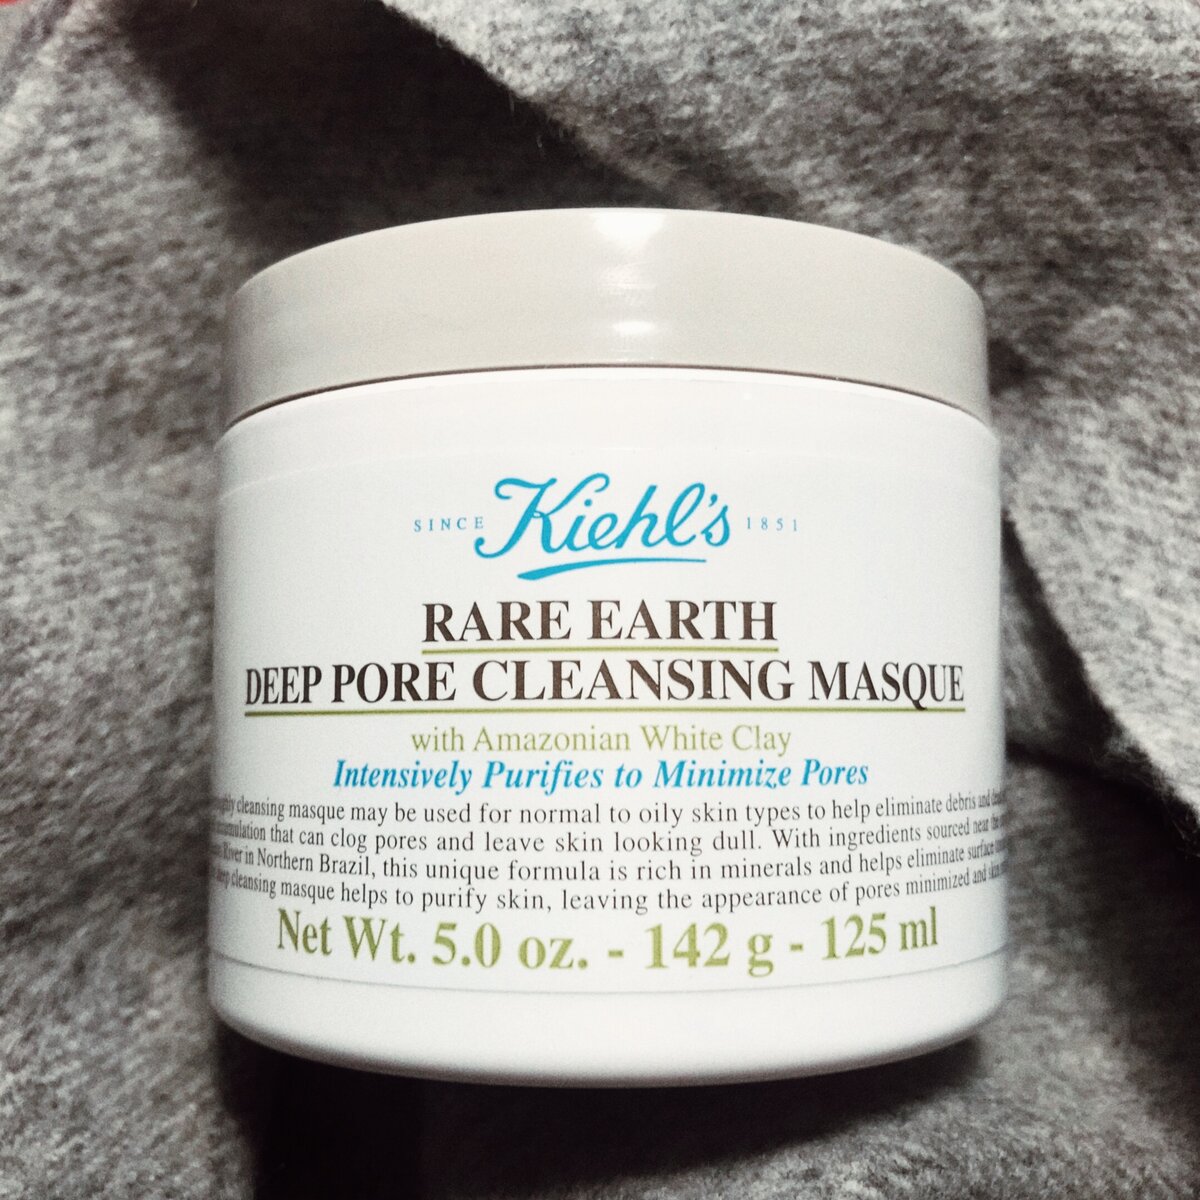 SINCE Kiehl's 1851
RARE EARTH
DEEP PORE CLEANSING MASQUE
with Amazonian White Clay
Intensively Purifies to Minimize Pores
cleansing masque may be used for normal to oily skin types to help eliminate debris and
that can clog pores and leave skin looking dull. With ingredients sourced near the
River in Northern Brazil, this unique formula is rich in minerals and helps eliminate surface
cleansing masque helps to purify skin, leaving the appearance of pores minimized and
Net Wt. 5.0 oz. - 142 g - 125 ml